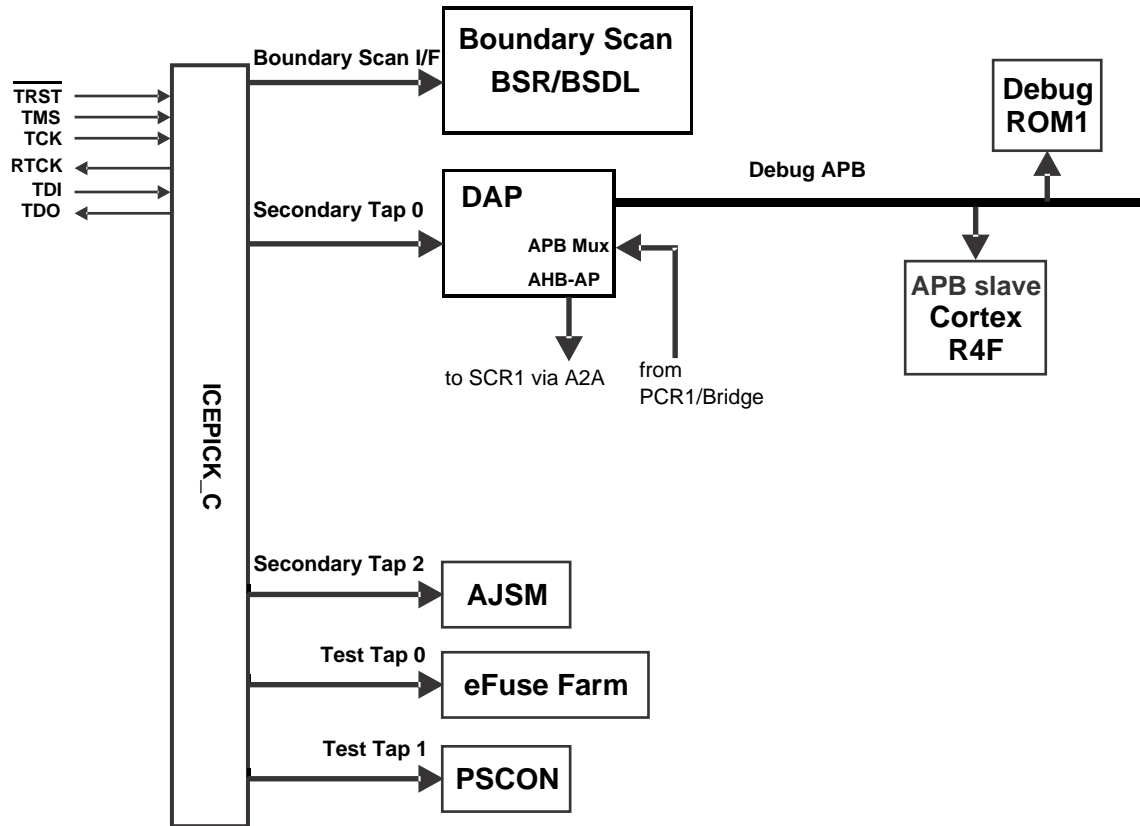 Boundary Scan I/F
Boundary Scan
BSR/BSDL
TRST
TMS
TCK
RTCK
TDI
TDO
Debug
ROM1
Debug APB
Secondary Tap 0
DAP
APB Mux
AHB-AP
APB slave
Cortex
R4F
to SCR1 via A2A
from
PCR1/Bridge
ICEPICK_C
Secondary Tap 2
AJSM
Test Tap 0
eFuse Farm
Test Tap 1
PSCON